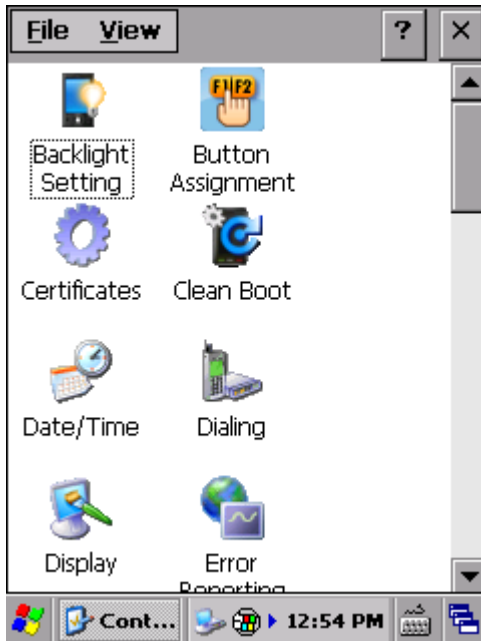 File View ? ×
F1 F2
Backlight
Setting
Button
Assignment
Certificates
Clean Boot
Date/Time
Dialing
Display
Error
Reporting
Cont... 12:54 PM